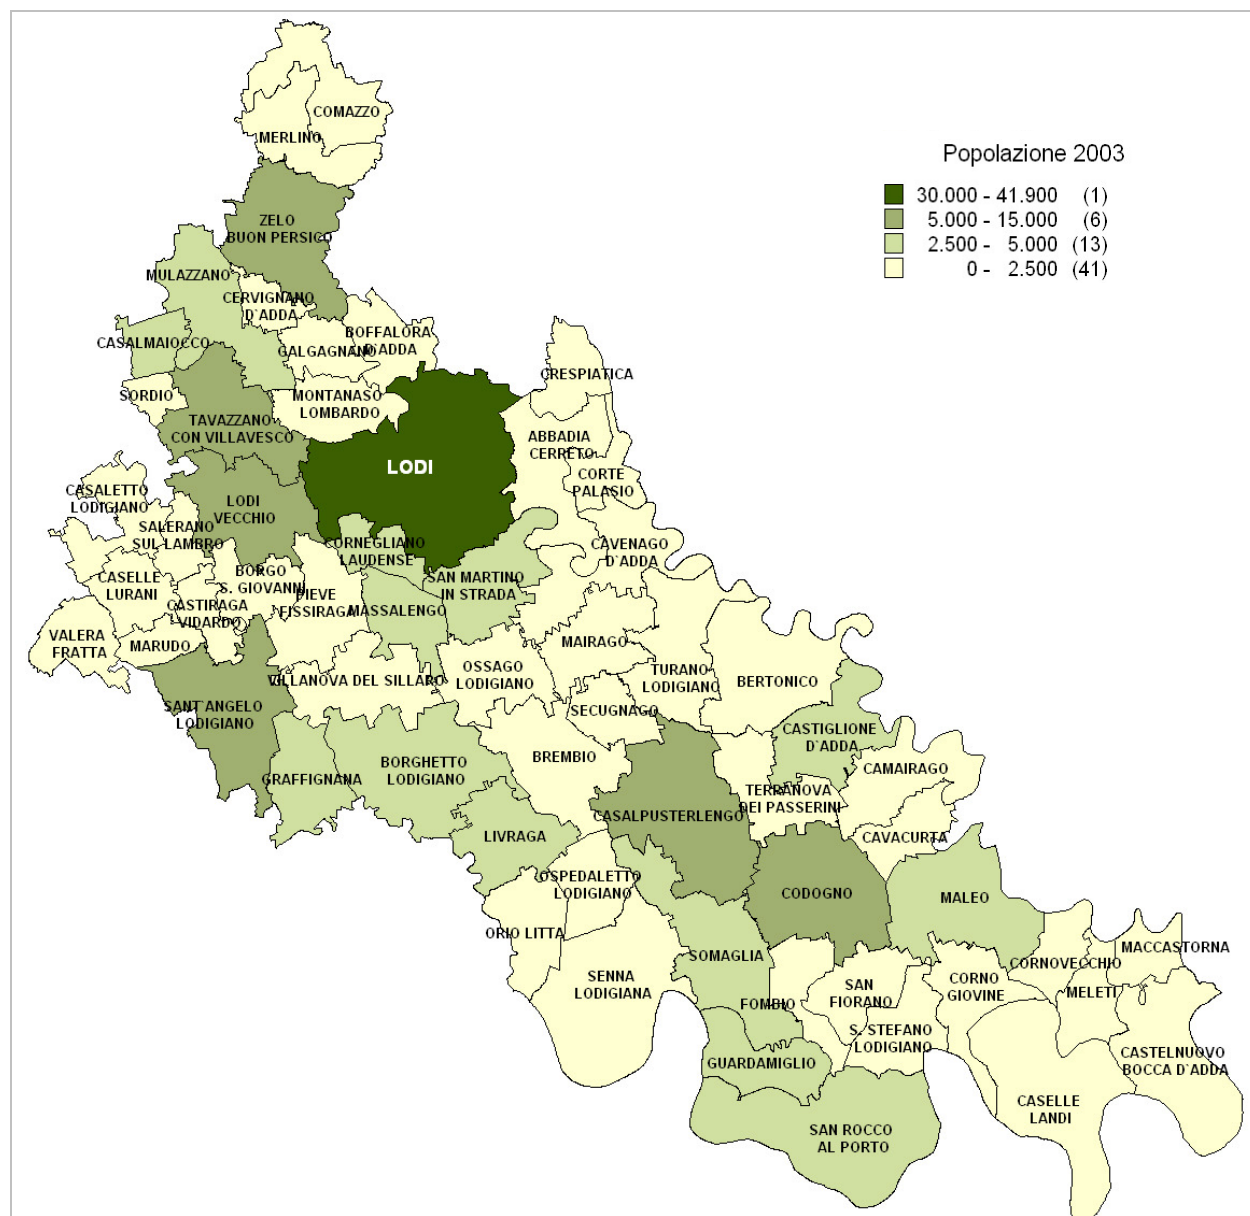 Popolazione 2003
30.000 - 41.900 (1)
5.000 - 15.000 (6)
2.500 - 5.000 (13)
0 - 2.500 (41)
COMAZZO
MERLINO
ZELO
BUON PERSICO
MULAZZANO
CERVIGNANO
D'ADDA
CASALMAIOCCO
GALGAGNANO
BOFFALORA
D'ADDA
CRESPIATICA
SORDIO
MONTANASO
LOMBARDO
TAVAZZANO
CON VILLAVESCO
ABBADIA
CERRETO
LODI
CORTE
PALASIO
CASALETTO
LODIGIANO
LODI
VECCHIO
SALERANO
SUL LAMBRO
CORNEGLIANO
LAUDENSE
CAVENAGO
D'ADDA
CASELLE
LURANI
BORGO
S. GIOVANNI
SAN MARTINO
IN STRADA
PIEVE
FISSIRAGA
CASTIRAGA
VIDARDO
MASSALENGO
VALERA
FRATTA
MARUDO
MAIRAGO
OSSAGO
LODIGIANO
TURANO
LODIGIANO
BERTONICO
VILLANOVA DEL SILLARO
SANT'ANGELO
LODIGIANO
SECUGNAGO
CASTIGLIONE
D'ADDA
BREMBIO
BORGHETTO
LODIGIANO
GRAFFIGNANA
CAMAIRAGO
TERRANOVA
DEI PASSERINI
CASALPUSTERLENGO
LIVRAGA
CAVACURTA
OSPEDALETTO
LODIGIANO
CODOGNO
MALEO
ORIO LITTA
SOMAGLIA
MACCASTORNA
CORNOVECCHIO
SENNA
LODIGIANA
CORNO
GIOVINE
SAN
FIORANO
MELETI
FOMBIO
S. STEFANO
LODIGIANO
GUARDAMIGLIO
CASTELNUOVO
BOCCA D'ADDA
CASELLE
LANDI
SAN ROCCO
AL PORTO